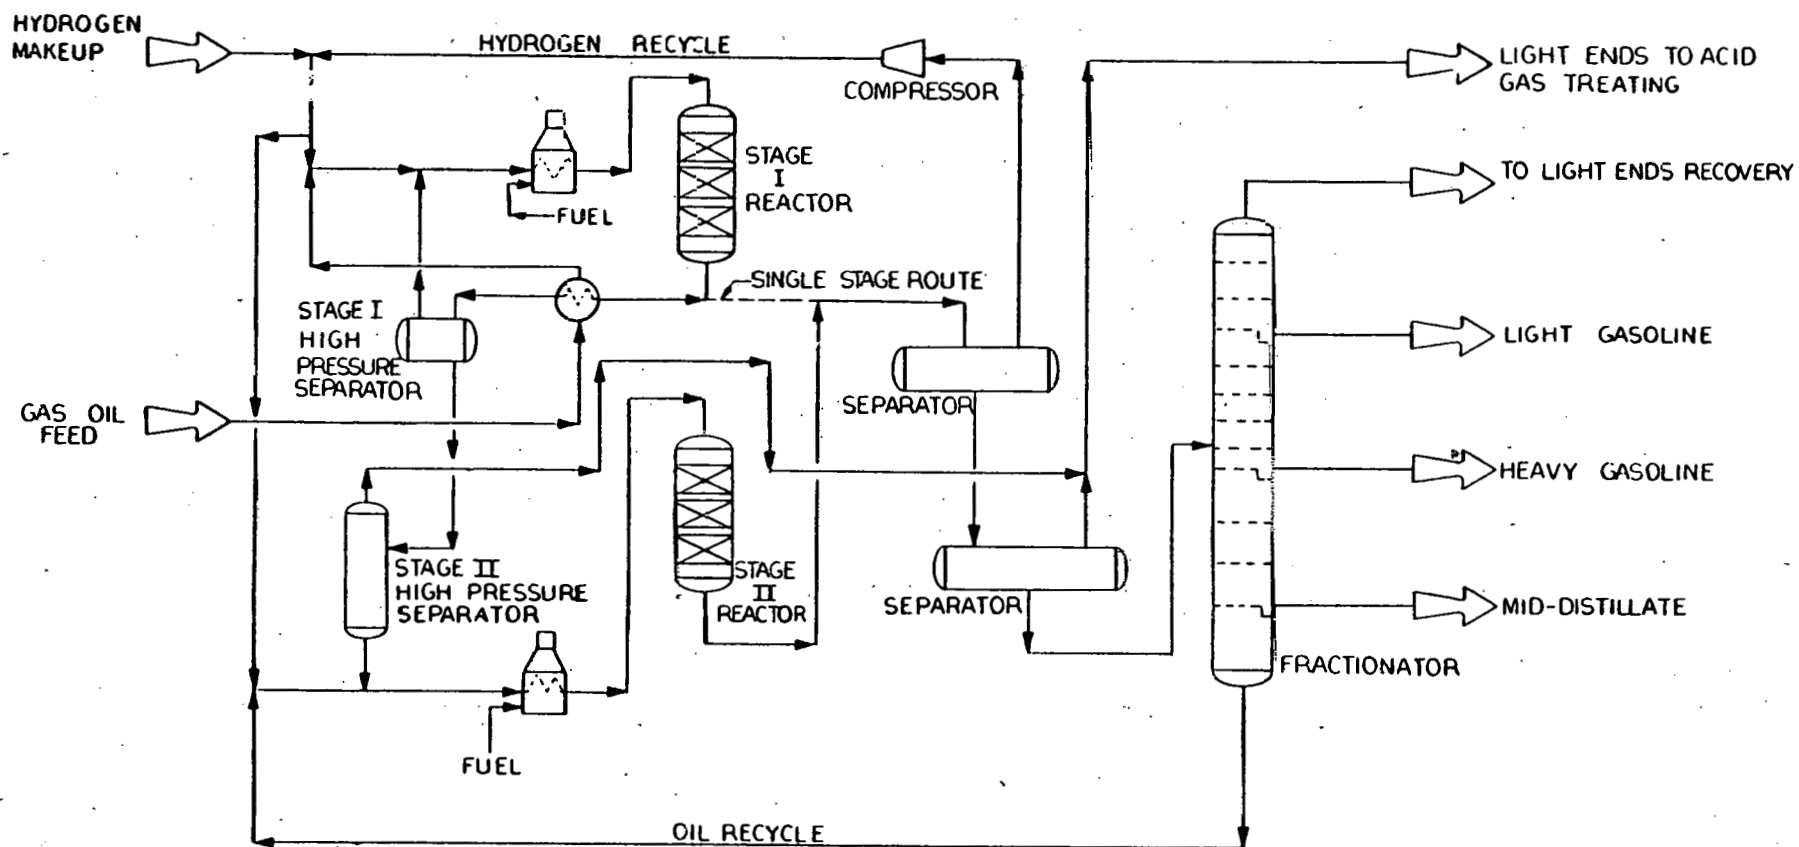 HYDROGEN
MAKEUP
HYDROGEN RECYCLE
COMPRESSOR
LIGHT ENDS TO ACID
GAS TREATING
STAGE
I
REACTOR
TO LIGHT ENDS RECOVERY
FUEL
SINGLE STAGE ROUTE
STAGE I
HIGH
PRESSURE
SEPARATOR
LIGHT GASOLINE
SEPARATOR
GAS OIL
FEED
HEAVY GASOLINE
STAGE II
HIGH PRESSURE
SEPARATOR
STAGE
II
REACTOR
SEPARATOR
MID-DISTILLATE
FRACTIONATOR
FUEL
OIL RECYCLE